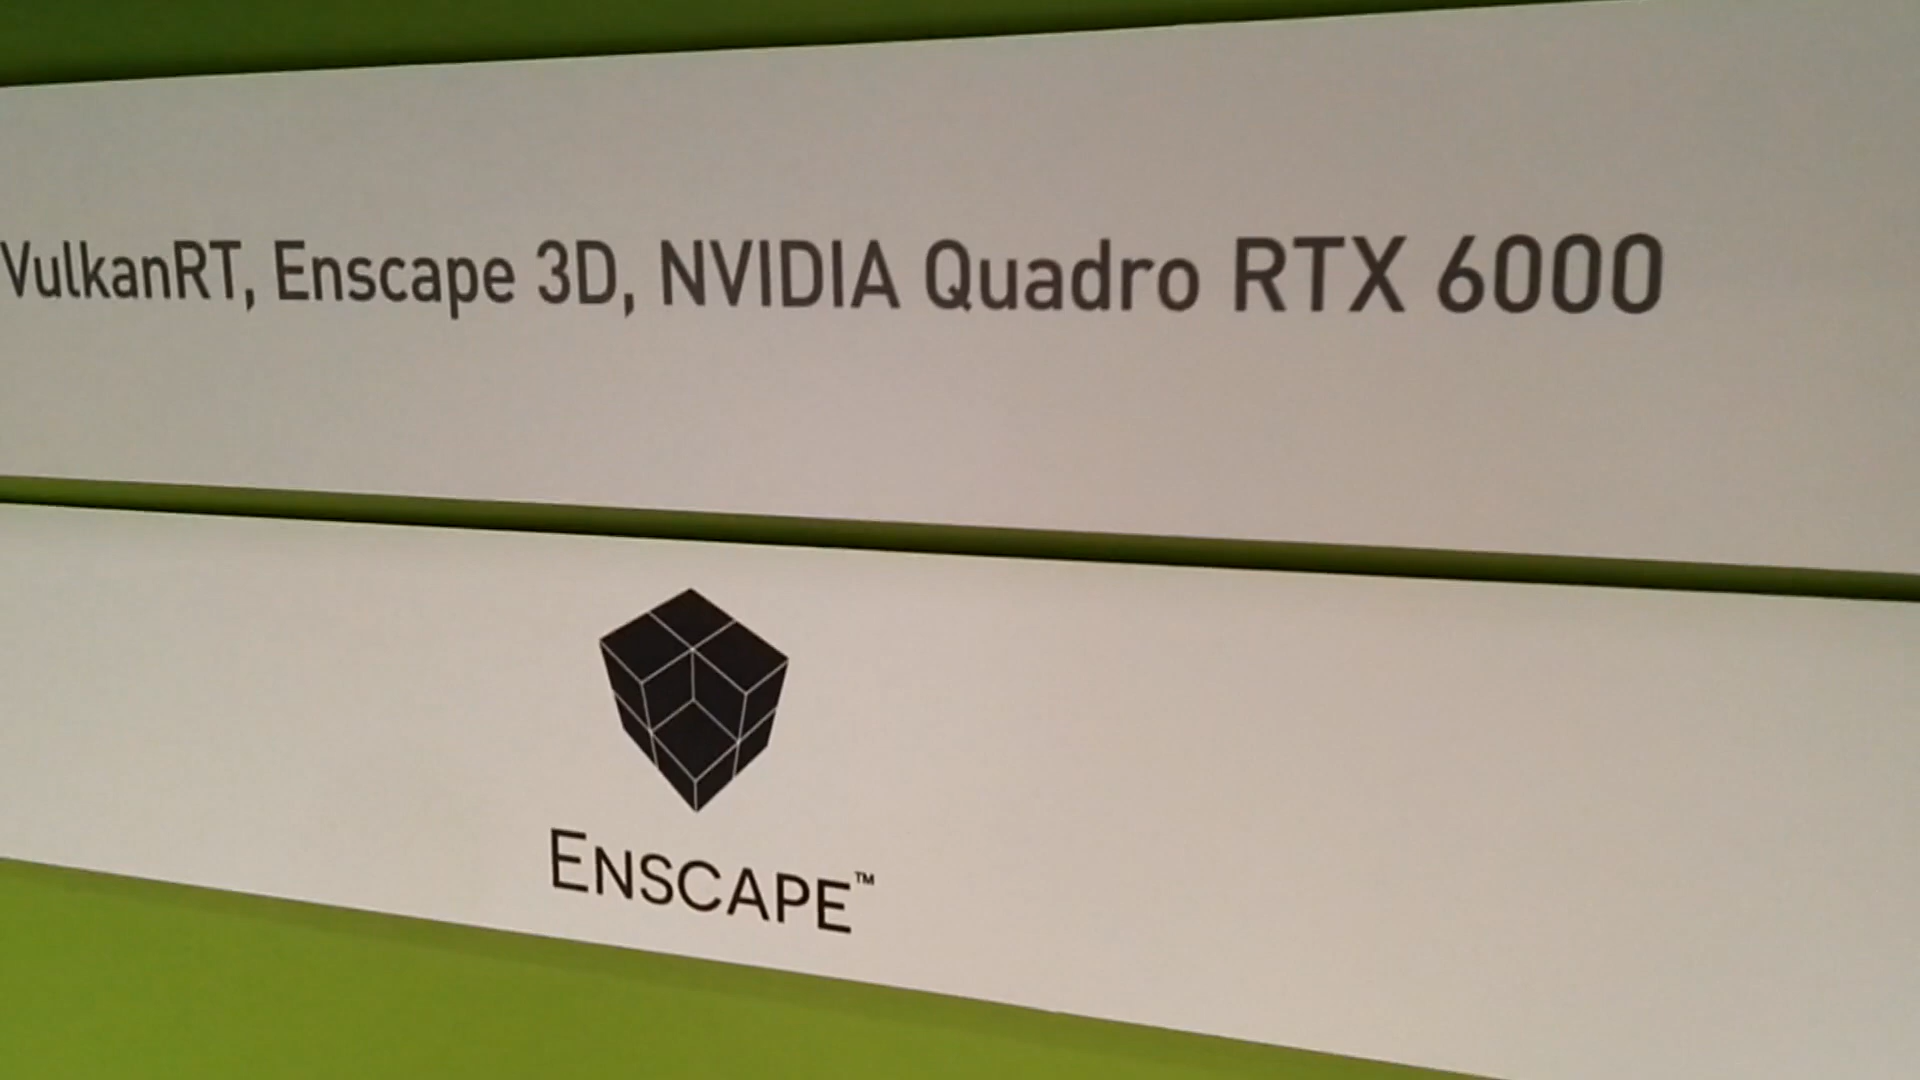 VulkanRT, Enscape 3D, NVIDIA Quadro RTX 6000
ENSCAPE™